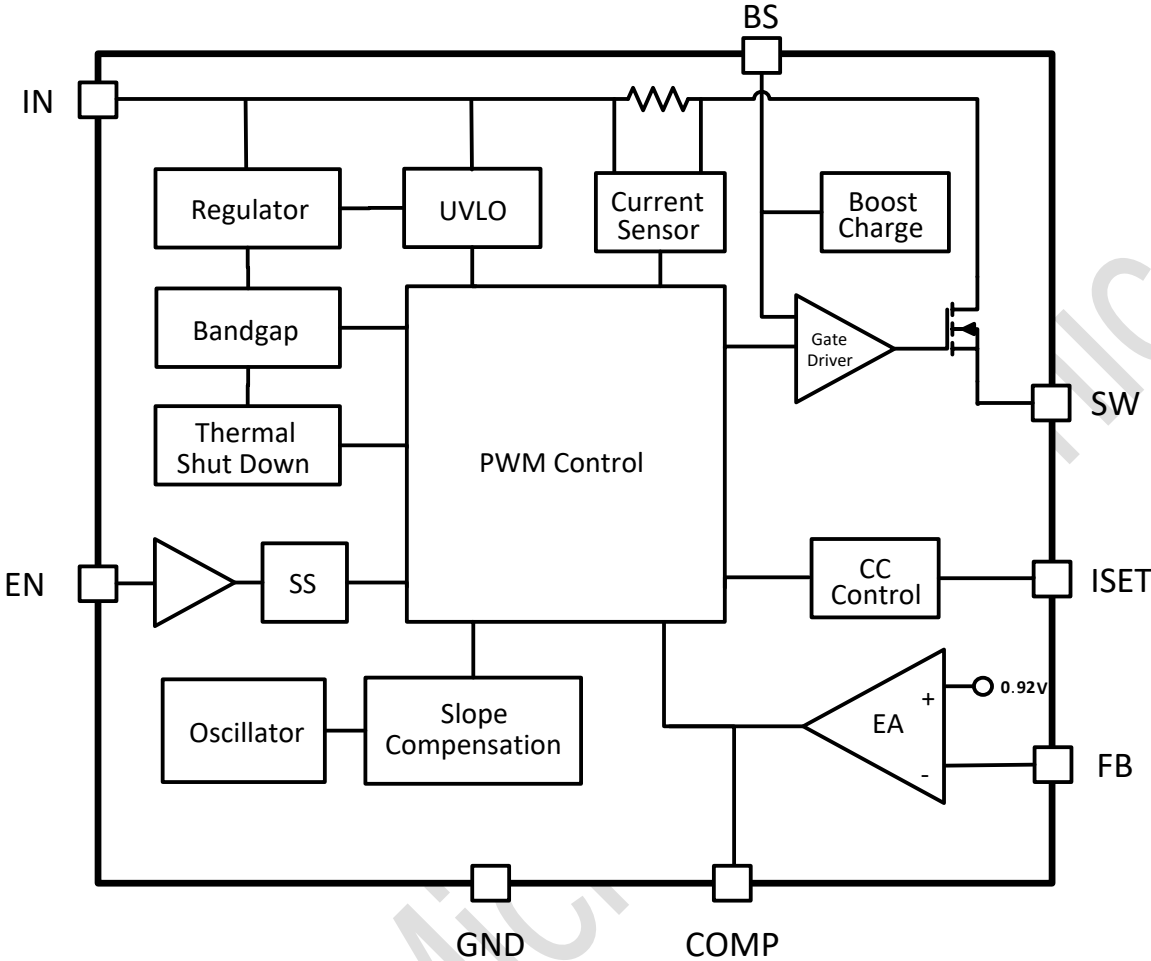 BS
IN
Regulator
UVLO
Current
Sensor
Boost
Charge
Bandgap
Gate
Driver
SW
Thermal
Shut Down
PWM Control
EN
SS
CC
Control
ISET
+
0.92V
EA
-
FB
Oscillator
Slope
Compensation
GND
COMP